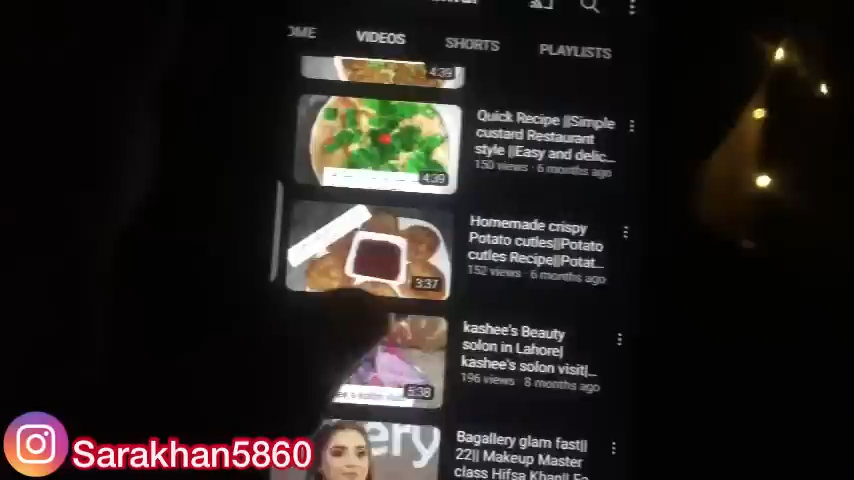 OME VIDEOS SHORTS PLAYLISTS
4:39
4:39
Quick Recipe ||Simple
custard Restaurant
style ||Easy and delic...
150 views · 6 months ago
3:37
Homemade crispy
Potato cutles||Potato
cutles Recipe||Potat...
152 views · 6 months ago
kashee's Beauty
solon in Lahore|
kashee's solon visit|...
196 views · 8 months ago
ery
Bagallery glam fast||
22|| Makeup Master
class Hifsa Khan||
Sarakhan5860